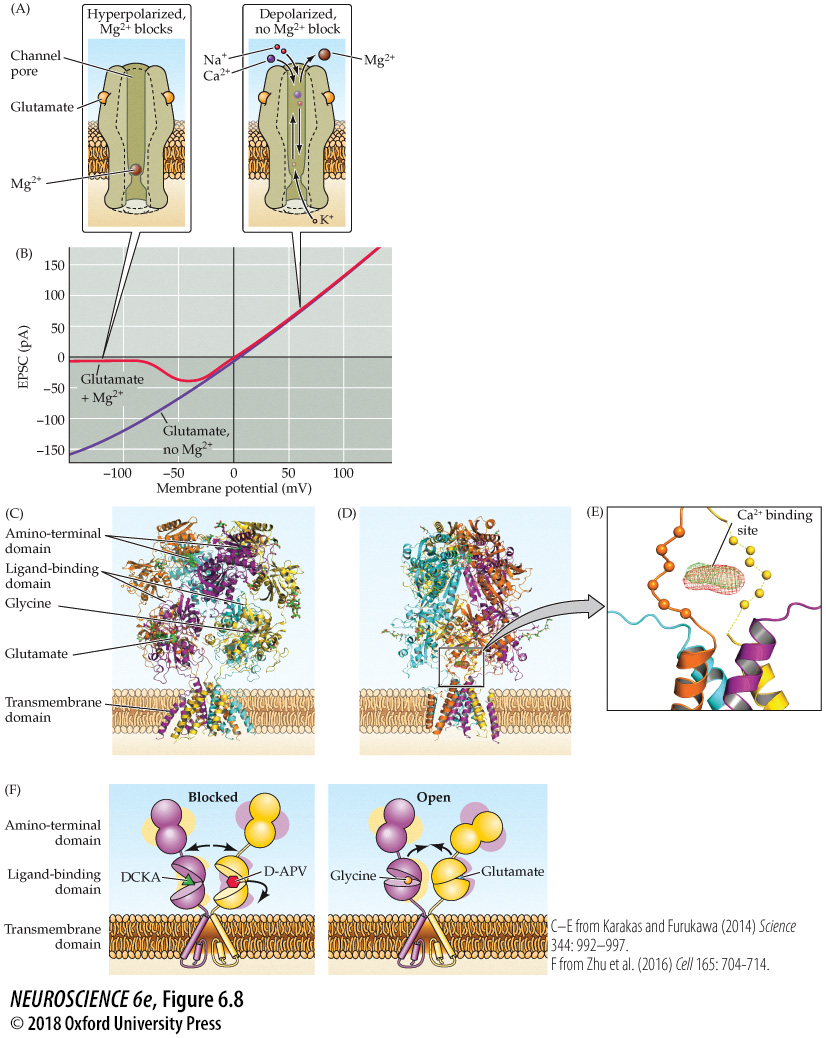 (A)
Hyperpolarized,
Mg2+ blocks
Depolarized,
no Mg2+ block
Channel
pore
Glutamate
Mg2+
Na+
Ca2+
Mg2+
K+
(B)
EPSC (pA)
150
100
50
0
−50
−100
−150
Glutamate
+ Mg2+
Glutamate,
no Mg2+
−100
−50
0
50
100
Membrane potential (mV)
(C)
Amino-terminal
domain
Ligand-binding
domain
Glycine
Glutamate
Transmembrane
domain
(D)
(E)
Ca2+ binding
site
(F)
Blocked
Open
Amino-terminal
domain
Ligand-binding
domain
Transmembrane
domain
DCKA
D-APV
Glycine
Glutamate
C–E from Karakas and Furukawa (2014) Science
344: 992–997.
F from Zhu et al. (2016) Cell 165: 704-714.
NEUROSCIENCE 6e, Figure 6.8
© 2018 Oxford University Press